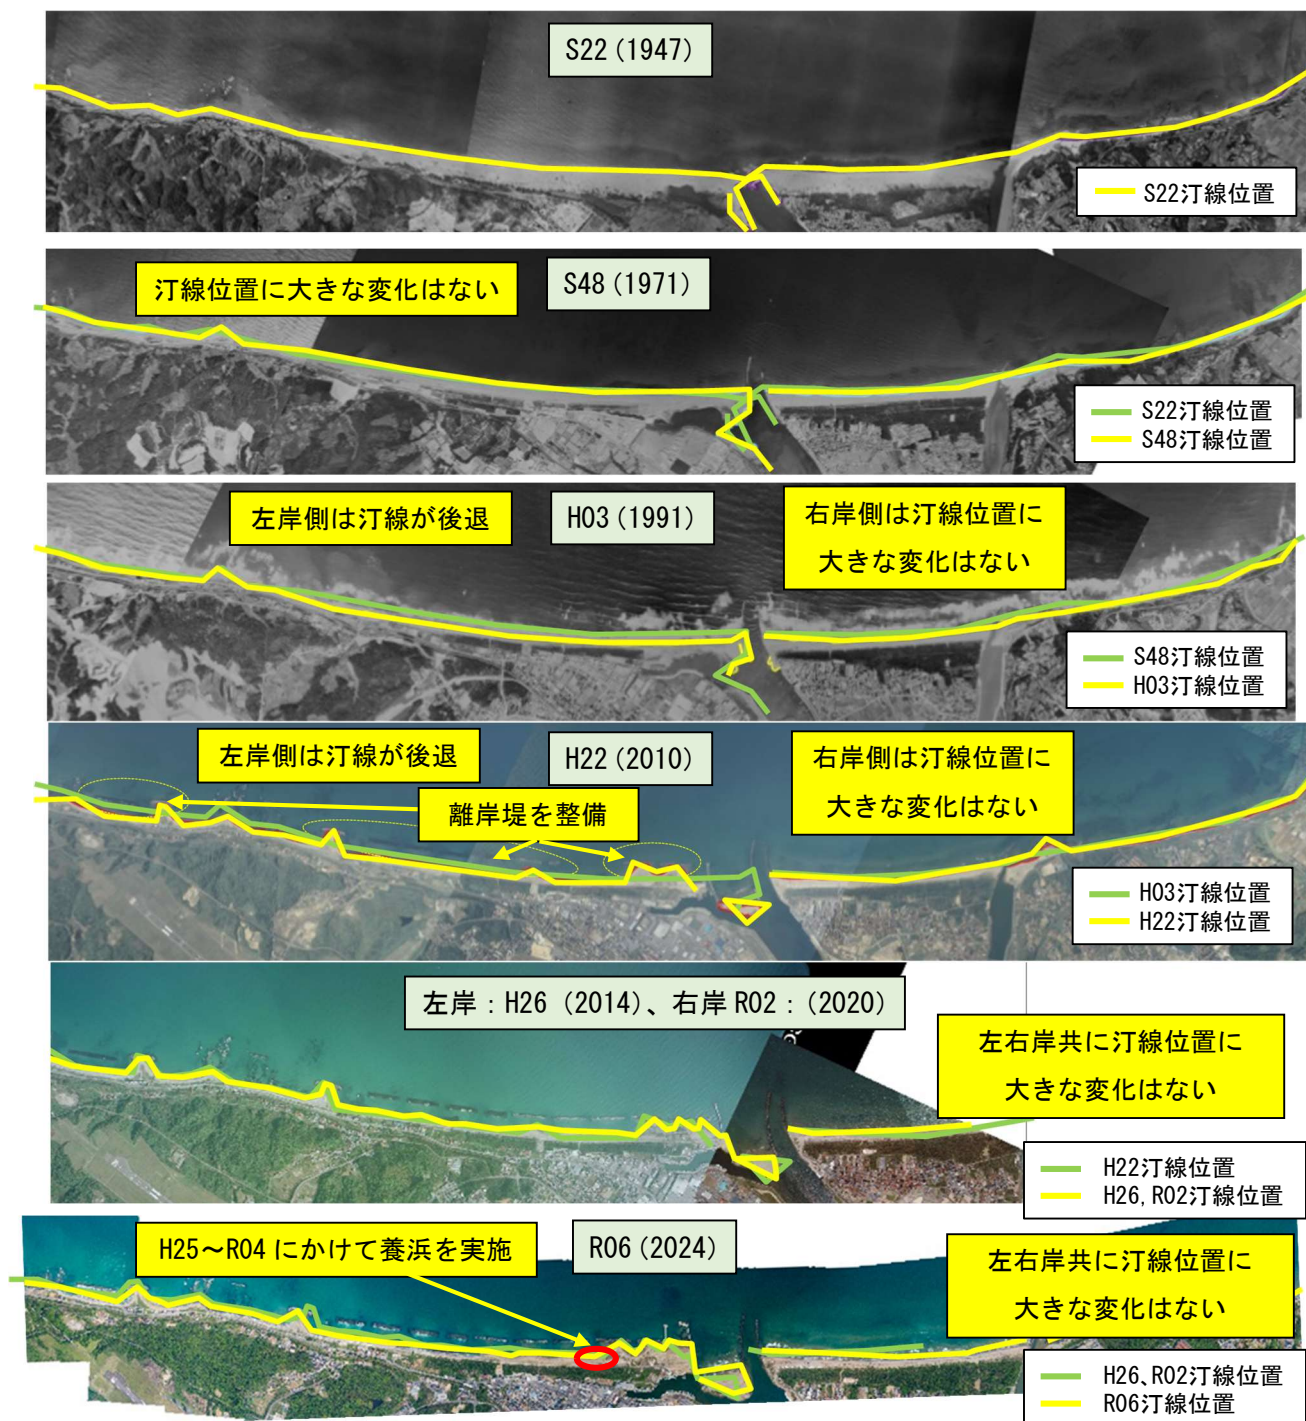 S22(1947)
S22汀線位置
汀線位置に大きな変化はない
S48(1971)
S22汀線位置
S48汀線位置
左岸側は汀線が後退
H03(1991)
右岸側は汀線位置に
大きな変化はない
S48汀線位置
H03汀線位置
左岸側は汀線が後退
H22(2010)
右岸側は汀線位置に
大きな変化はない
離岸堤を整備
H03汀線位置
H22汀線位置
左岸：H26 (2014)、右岸 R02：(2020)
左右岸共に汀線位置に
大きな変化はない
H22汀線位置
H26,R02汀線位置
H25～R04 にかけて養浜を実施
R06(2024)
左右岸共に汀線位置に
大きな変化はない
H26、R02汀線位置
R06汀線位置